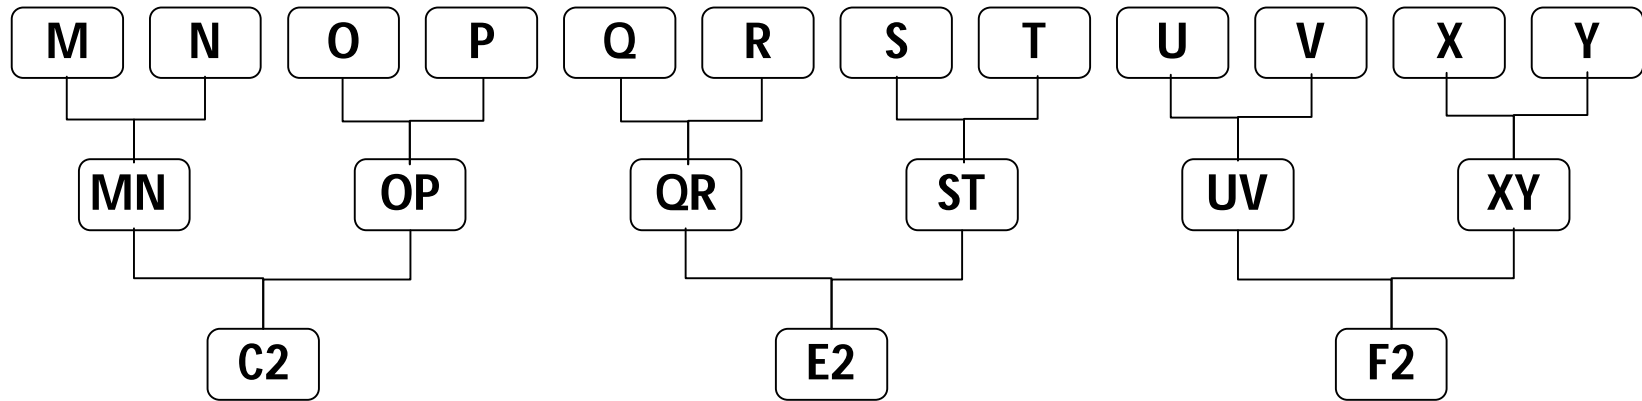 M N O P Q R S T U V X Y
MN OP QR ST UV XY
C2 E2 F2